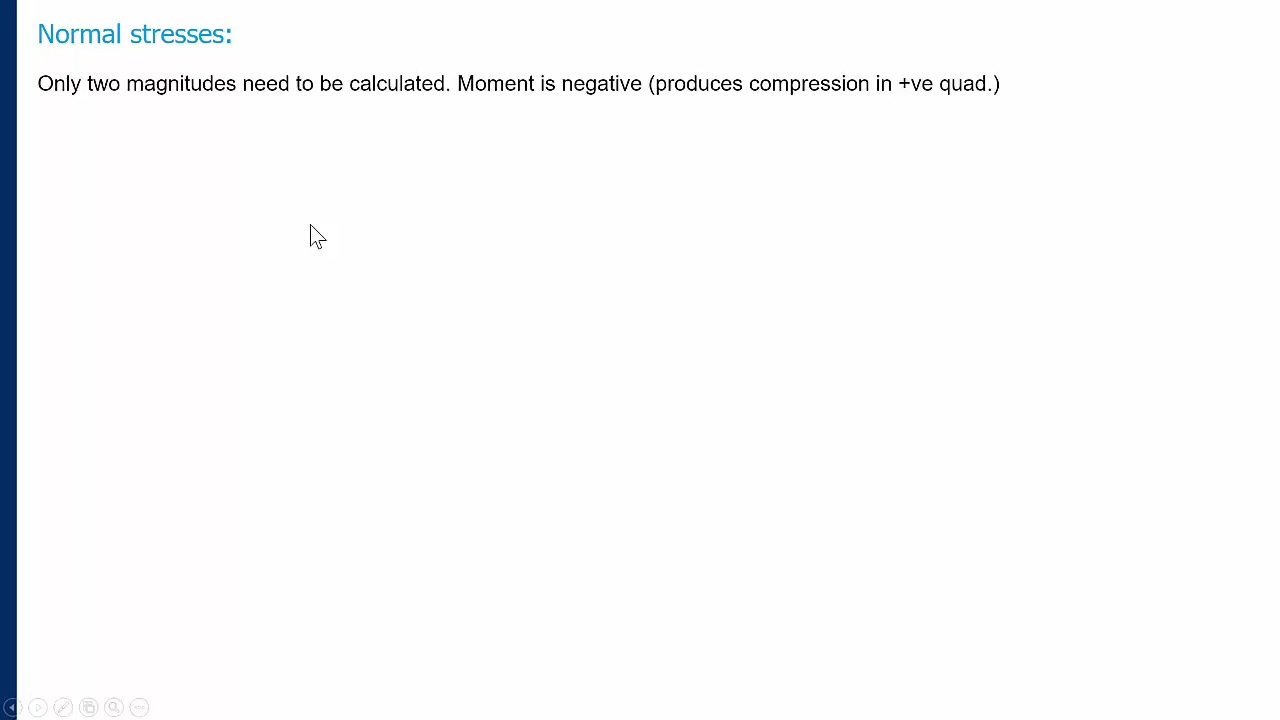 Normal stresses:
Only two magnitudes need to be calculated. Moment is negative (produces compression in +ve quad.)